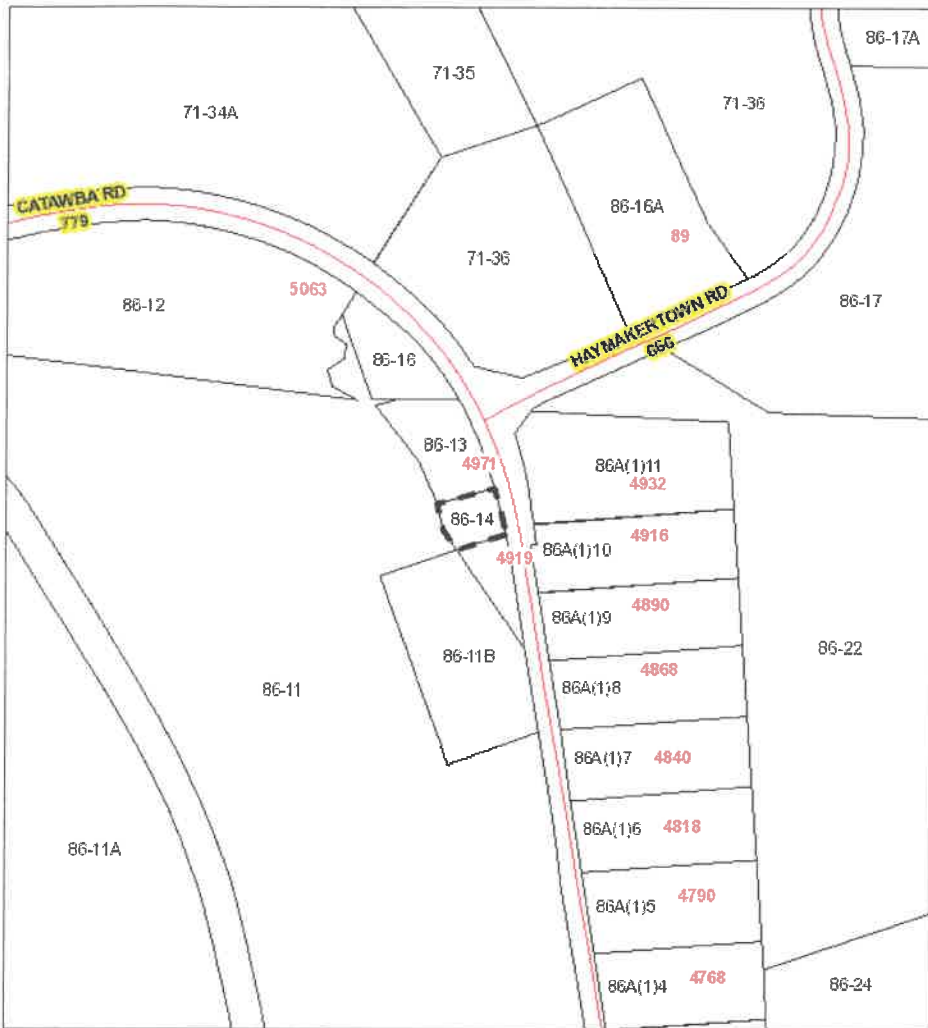 86-17A
71-35
71-36
71-34A
CATAWBA RD
779
86-16A
89
71-36
5063
86-12
86-17
HAYMAKERTOWN RD
666
86-16
86-13
4971
86A(1)11
4932
86-14
4919
86A(1)10
4916
86A(1)9
4890
86-11B
86-22
86-11
86A(1)8
4868
86A(1)7
4840
86A(1)6
4818
86-11A
86A(1)5
4790
86A(1)4
4768
86-24